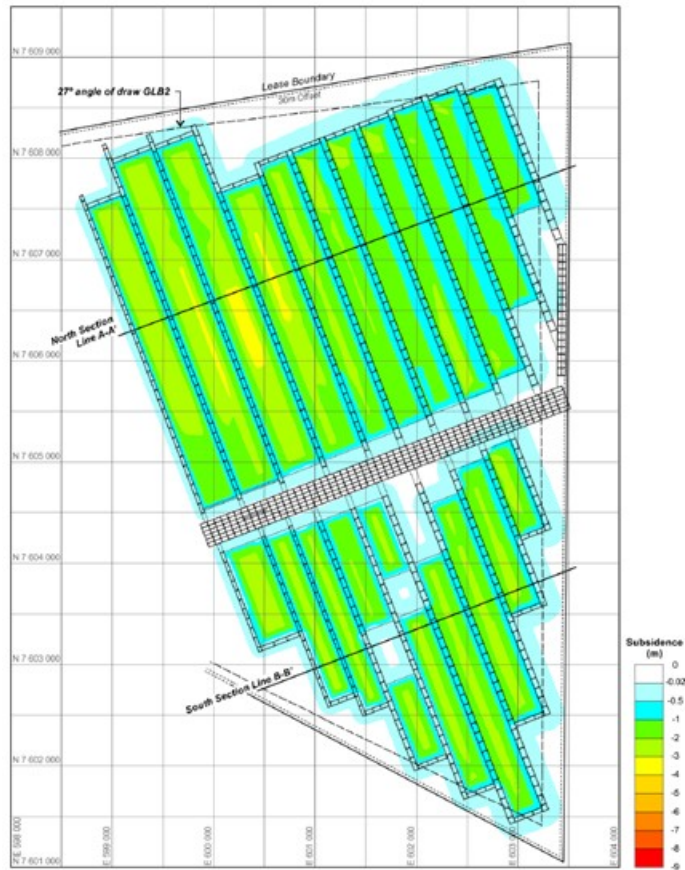 N 7 609 000
Lease Boundary
30m Offset
27° angle of draw GLB2
N 7 608 000
N 7 607 000
North Section
Line A-A'
N 7 606 000
N 7 605 000
N 7 604 000
N 7 603 000
South Section Line B-B'
N 7 602 000
N 7 601 000
E 598 000
E 599 000
E 600 000
E 601 000
E 602 000
E 603 000
E 604 000
Subsidence
(m)
0
-0.02
-0.5
-1
-2
-3
-4
-5
-6
-7
-8
-9